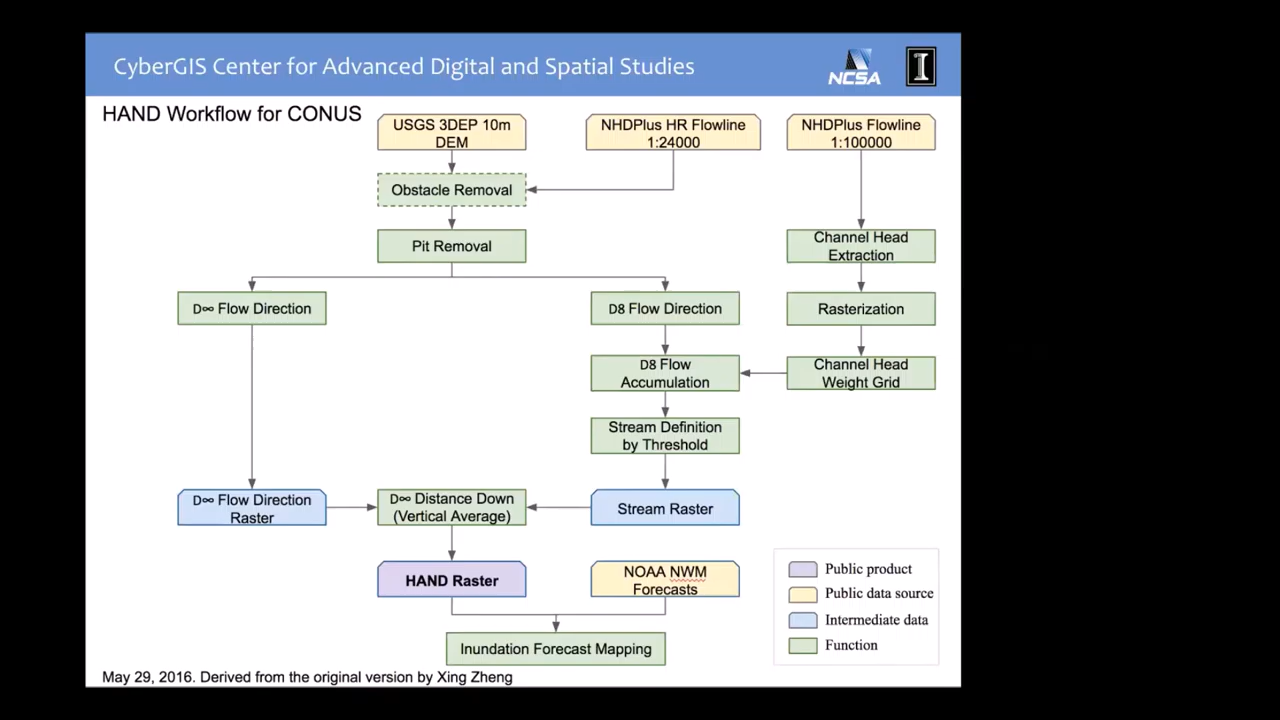 CyberGIS Center for Advanced Digital and Spatial Studies
NCSA
I
HAND Workflow for CONUS
USGS 3DEP 10m
DEM
NHDPlus HR Flowline
1:24000
NHDPlus Flowline
1:100000
Obstacle Removal
Pit Removal
Channel Head
Extraction
D∞ Flow Direction
D8 Flow Direction
Rasterization
D8 Flow
Accumulation
Channel Head
Weight Grid
Stream Definition
by Threshold
D∞ Flow Direction
Raster
D∞ Distance Down
(Vertical Average)
Stream Raster
HAND Raster
NOAA NWM
Forecasts
Inundation Forecast Mapping
Public product
Public data source
Intermediate data
Function
May 29, 2016. Derived from the original version by Xing Zheng